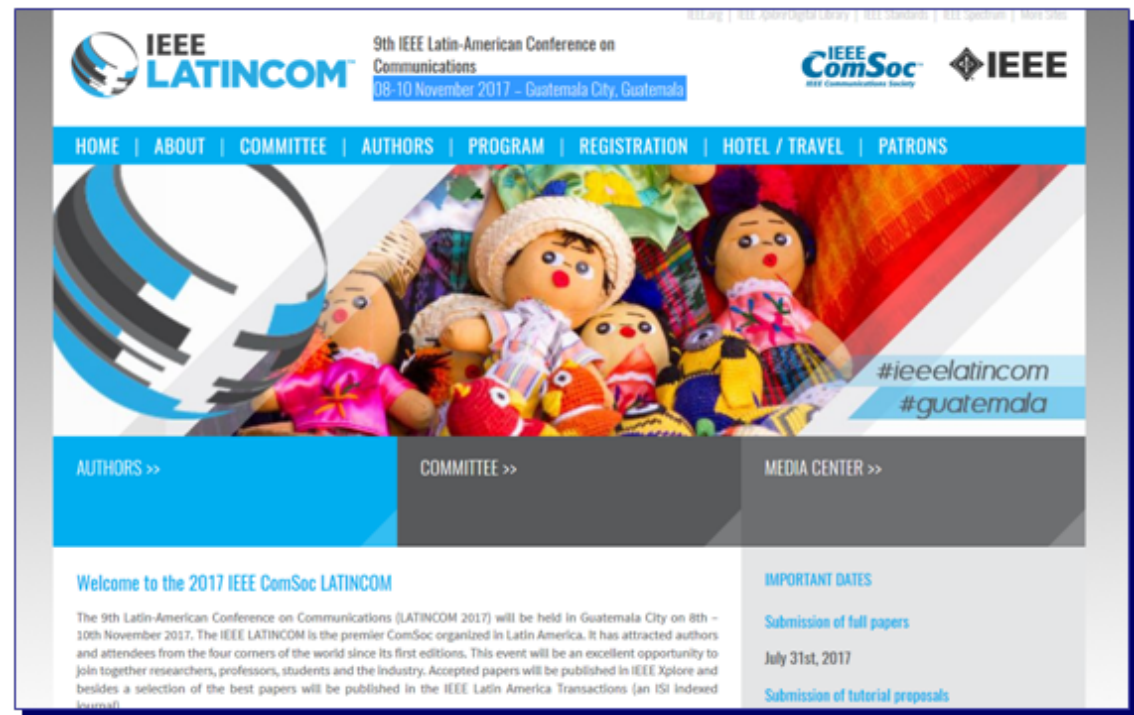 IEEE.org | IEEE Xplore Digital Library | IEEE Standards | IEEE Spectrum | More Sites
IEEE
LATINCOM™
9th IEEE Latin-American Conference on
Communications
08-10 November 2017 – Guatemala City, Guatemala
IEEE
ComSoc™
IEEE Communications Society
IEEE
HOME | ABOUT | COMMITTEE | AUTHORS | PROGRAM | REGISTRATION | HOTEL / TRAVEL | PATRONS
#ieeelatincom
#guatemala
AUTHORS >>
COMMITTEE >>
MEDIA CENTER >>
Welcome to the 2017 IEEE ComSoc LATINCOM
The 9th Latin-American Conference on Communications (LATINCOM 2017) will be held in Guatemala City on 8th –
10th November 2017. The IEEE LATINCOM is the premier ComSoc organized in Latin America. It has attracted authors
and attendees from the four corners of the world since its first editions. This event will be an excellent opportunity to
join together researchers, professors, students and the industry. Accepted papers will be published in IEEE Xplore and
besides a selection of the best papers will be published in the IEEE Latin America Transactions (an ISI indexed
journal)
IMPORTANT DATES
Submission of full papers
July 31st, 2017
Submission of tutorial proposals